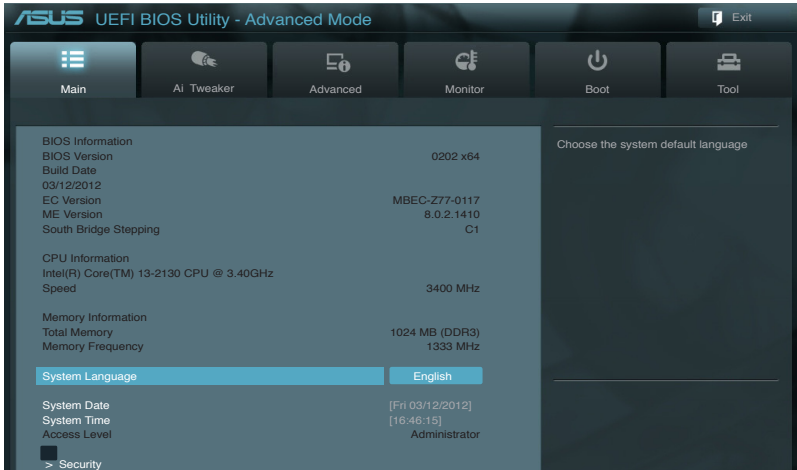 ASUS UEFI BIOS Utility - Advanced Mode Exit
Main Ai Tweaker Advanced Monitor Boot Tool
BIOS Information
BIOS Version 0202 x64
Build Date
03/12/2012
EC Version MBEC-Z77-0117
ME Version 8.0.2.1410
South Bridge Stepping C1
CPU Information
Intel(R) Core(TM) 13-2130 CPU @ 3.40GHz
Speed 3400 MHz
Memory Information
Total Memory 1024 MB (DDR3)
Memory Frequency 1333 MHz
System Language English
System Date [Fri 03/12/2012]
System Time [16:46:15]
Access Level Administrator
> Security
Choose the system default language